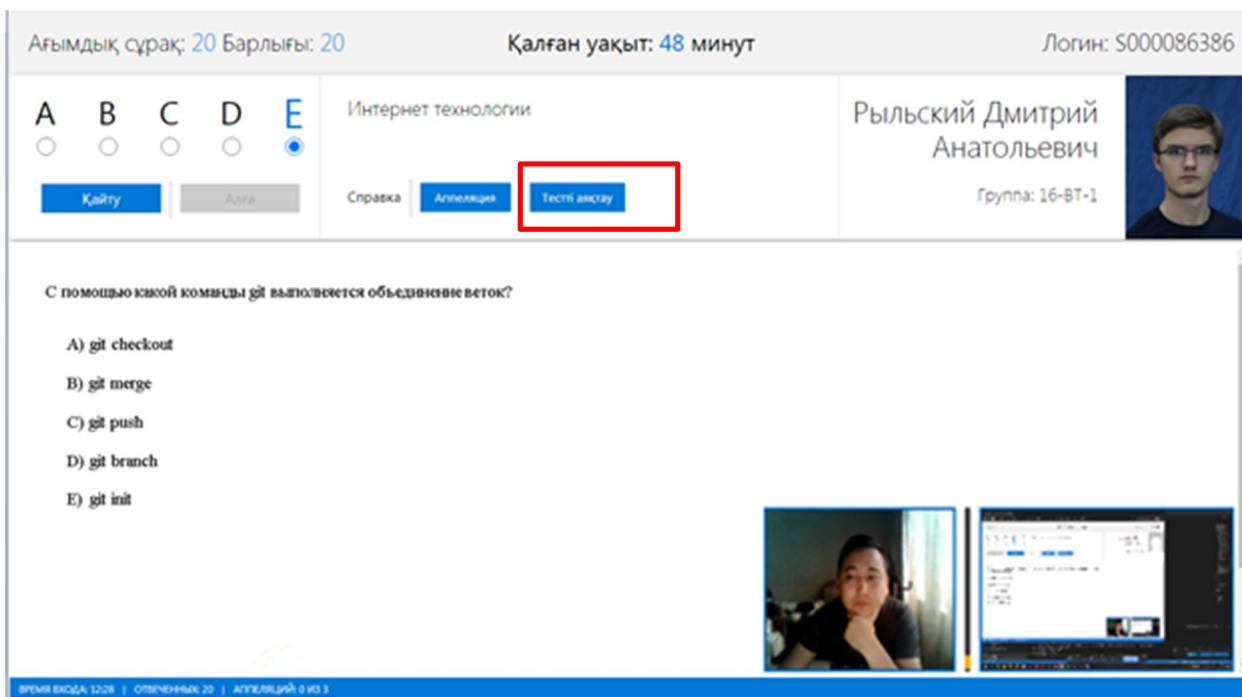 Ағымдық сұрақ: 20 Барлығы: 20
Қалған уақыт: 48 минут
Логин: S000086386
A B C D E
Интернет технологии
Рыльский Дмитрий
Анатольевич
Группа: 16-ВТ-1
Қайту
Алға
Справка
Аппеляция
Тестті аяқтау
С помощью какой команды git выполняется объединение веток?
A) git checkout
B) git merge
C) git push
D) git branch
E) git init
ВРЕМЯ ВХОДА: 12:28 | ОТВЕЧЕННЫХ: 20 | АППЕЛЯЦИЙ: 0 ИЗ 3